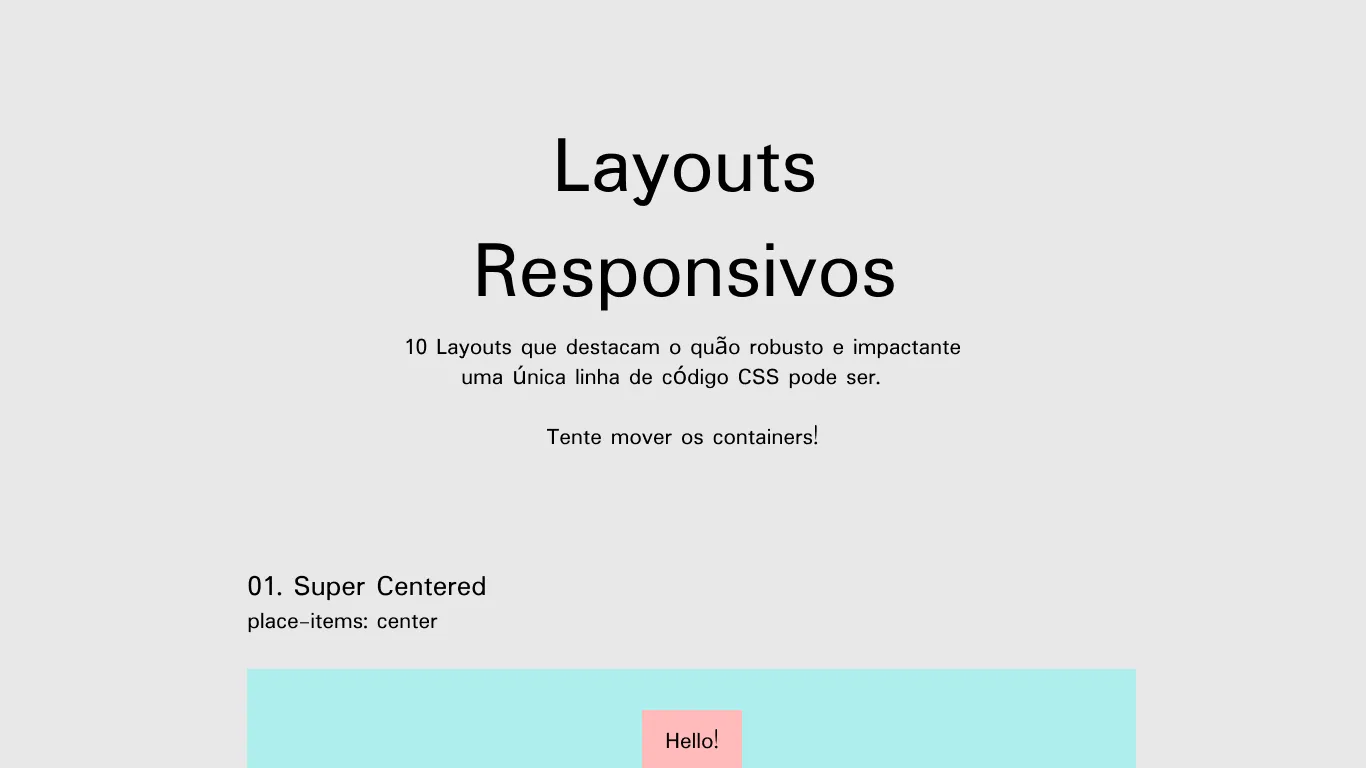 Layouts
Responsivos
10 Layouts que destacam o quão robusto e impactante
uma única linha de código CSS pode ser.
Tente mover os containers!
01. Super Centered
place-items: center
Hello!